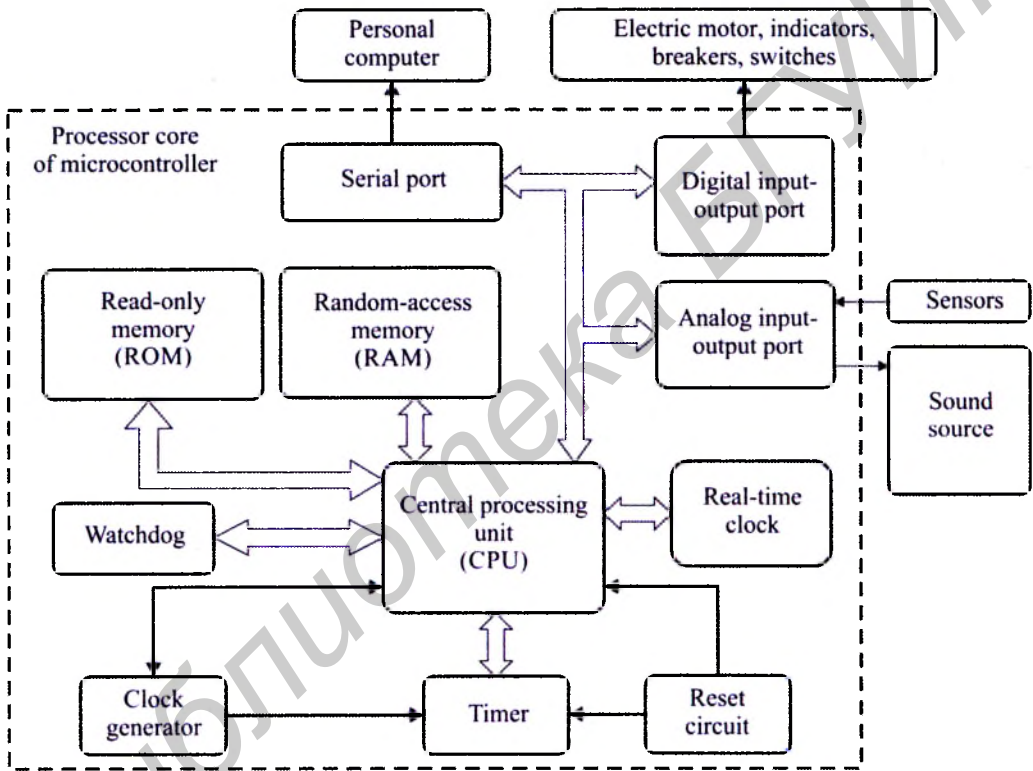 Personal
computer
Electric motor, indicators,
breakers, switches
Processor core
of microcontroller
Serial port
Digital input-
output port
Read-only
memory
(ROM)
Random-access
memory
(RAM)
Analog input-
output port
Sensors
Sound
source
Central processing
unit
(CPU)
Real-time
clock
Watchdog
Clock
generator
Timer
Reset
circuit
блиотека БГУИ